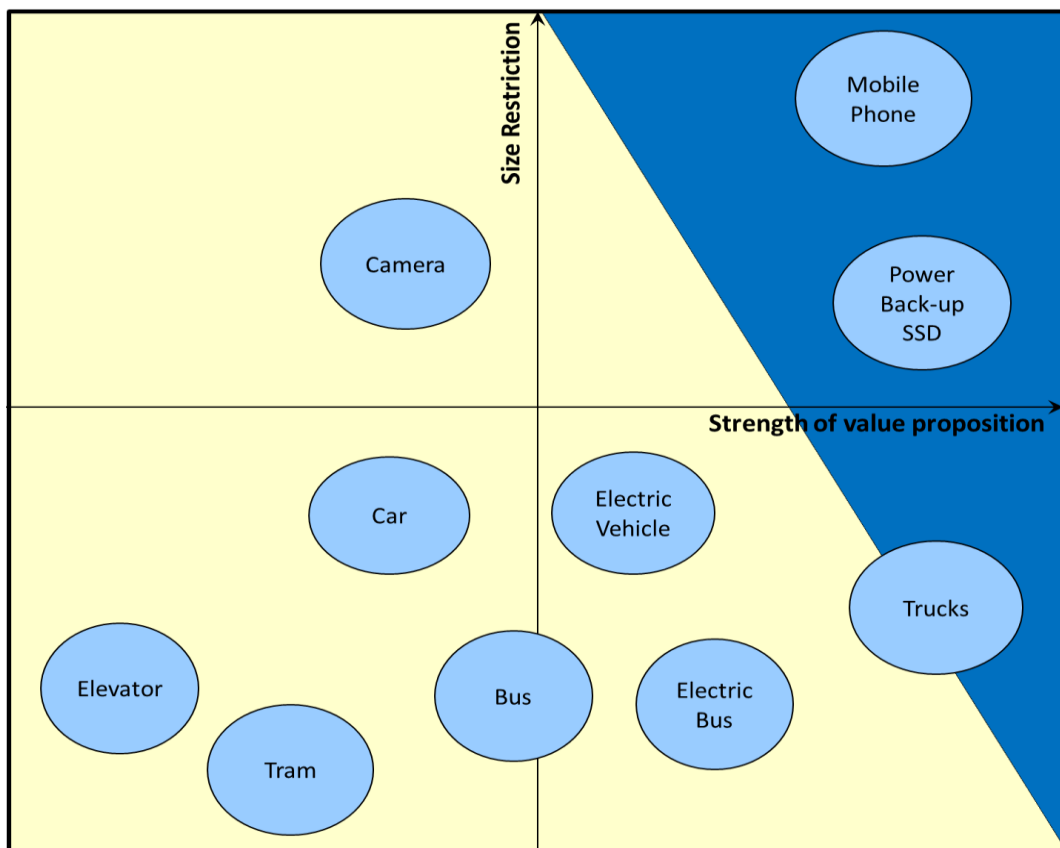 Size Restriction
Mobile
Phone
Camera
Power
Back-up
SSD
Strength of value proposition
Car
Electric
Vehicle
Trucks
Elevator
Bus
Electric
Bus
Tram